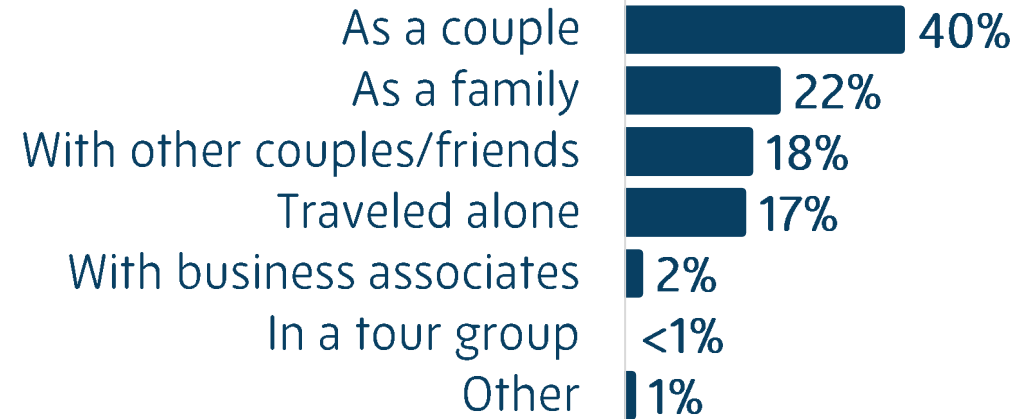 As a couple 40%
As a family 22%
With other couples/friends 18%
Traveled alone 17%
With business associates 2%
In a tour group <1%
Other 1%